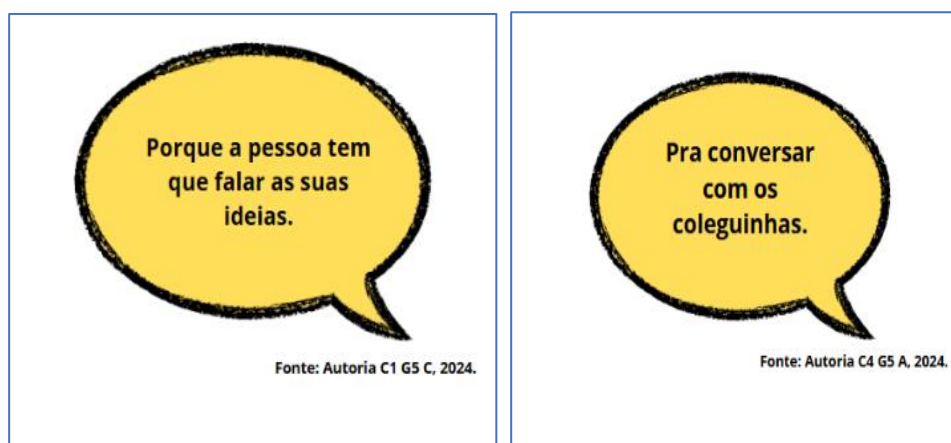 Porque a pessoa tem
que falar as suas
ideias.
Fonte: Autoria C1 G5 C, 2024.
Pra conversar
com os
coleguinhas.
Fonte: Autoria C4 G5 A, 2024.